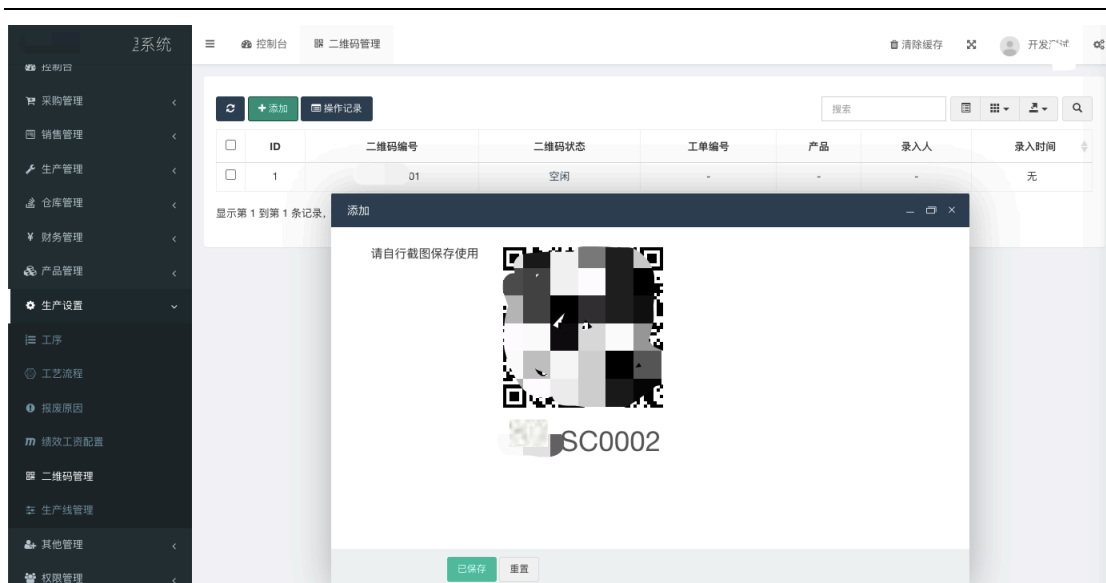 系统
控制台
二维码管理
清除缓存
开发
控制台
采购管理
销售管理
生产管理
仓库管理
财务管理
产品管理
生产设置
工序
工艺流程
报废原因
绩效工资配置
二维码管理
生产线管理
其他管理
权限管理
添加
操作记录
搜索
ID 二维码编号 二维码状态 工单编号 产品 录入人 录入时间
1 01 空闲 - - - 无
显示第 1 到第 1 条记录,
添加
请自行截图保存使用
SC0002
已保存
重置